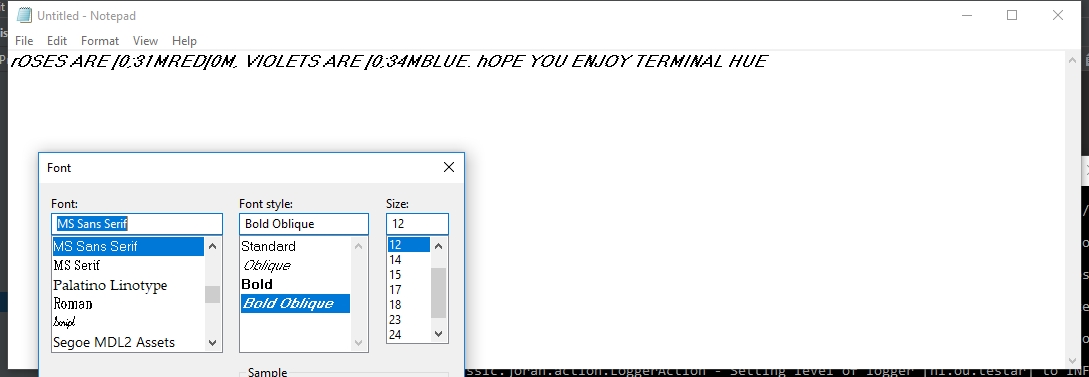 Untitled - Notepad
File Edit Format View Help
rOSES ARE [0;31MRED[0M, VIOLETS ARE [0;34MBLUE. hOPE YOU ENJOY TERMINAL HUE
Font
Font: Font style: Size:
MS Sans Serif Bold Oblique 12
MS Sans Serif Standard 12
MS Serif Oblique 14
Palatino Linotype Bold 15
Roman Bold Oblique 17
Script 18
Segoe MDL2 Assets 23
24
Sample
ssic.joran.action.LoggerAction - Setting level of logger [nl.ou.testar] to INF